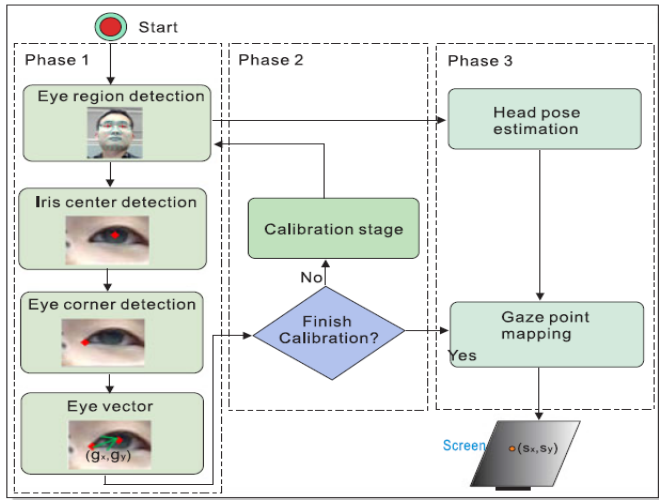 Start
Phase 1
Phase 2
Phase 3
Eye region detection
Head pose
estimation
Iris center detection
Calibration stage
No
Eye corner detection
Finish
Calibration?
Gaze point
mapping
Yes
Eye vector
(gx,gy)
Screen
(sx,sy)